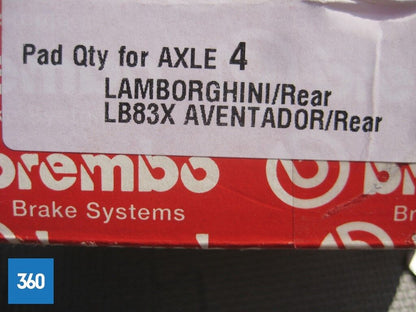 Pad Qty for AXLE 4
LAMBORGHINI/Rear
LB83X AVENTADOR/Rear
brembo
Brake Systems
360